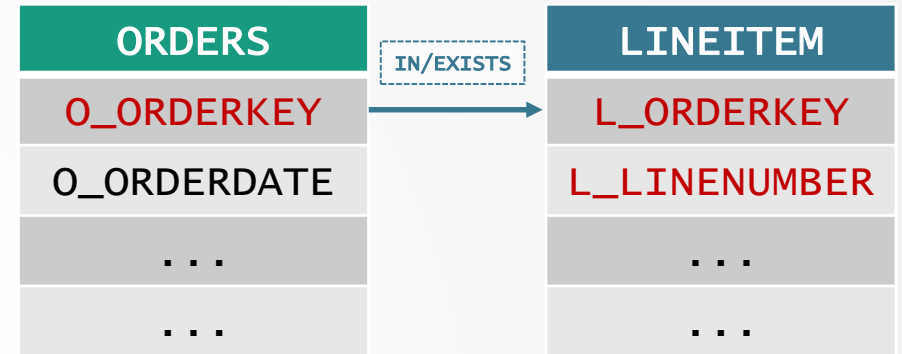 ORDERS
IN/EXISTS
LINEITEM
O_ORDERKEY
L_ORDERKEY
O_ORDERDATE
L_LINENUMBER
...
...
...
...